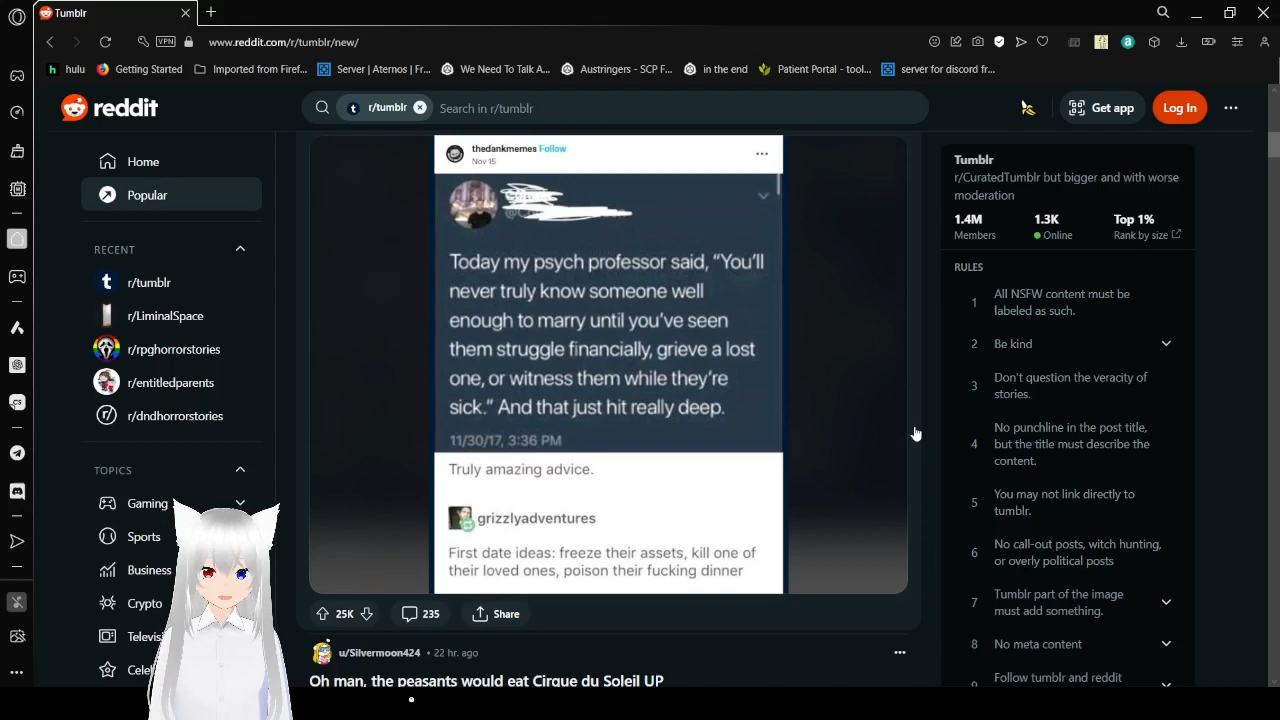 Tumblr
VPN
www.reddit.com/r/tumblr/new/
hulu
Getting Started
Imported from Firef...
Server | Aternos | Fr...
We Need To Talk A...
Austringers - SCP F...
in the end
Patient Portal - tool...
server for discord fr...
reddit
r/tumblr
Search in r/tumblr
Get app
Log In
Home
Popular
RECENT
r/tumblr
r/LiminalSpace
r/rpghorrorstories
r/entitledparents
r/dndhorrorstories
TOPICS
Gaming
Sports
Business
Crypto
Televisi
Celeb
thedankmemes Follow
Nov 15
Today my psych professor said, “You’ll
never truly know someone well
enough to marry until you’ve seen
them struggle financially, grieve a lost
one, or witness them while they’re
sick.” And that just hit really deep.
11/30/17, 3:36 PM
Truly amazing advice.
grizzlyadventures
First date ideas: freeze their assets, kill one of
their loved ones, poison their fucking dinner
25K
235
Share
u/Silvermoon424 • 22 hr. ago
Oh man, the peasants would eat Cirque du Soleil UP
Tumblr
r/CuratedTumblr but bigger and with worse
moderation
1.4M
1.3K
Top 1%
Members
Online
Rank by size
RULES
1
All NSFW content must be
labeled as such.
2
Be kind
3
Don't question the veracity of
stories.
4
No punchline in the post title,
but the title must describe the
content.
5
You may not link directly to
tumblr.
6
No call-out posts, witch hunting,
or overly political posts
7
Tumblr part of the image
must add something.
8
No meta content
Follow tumblr and reddit